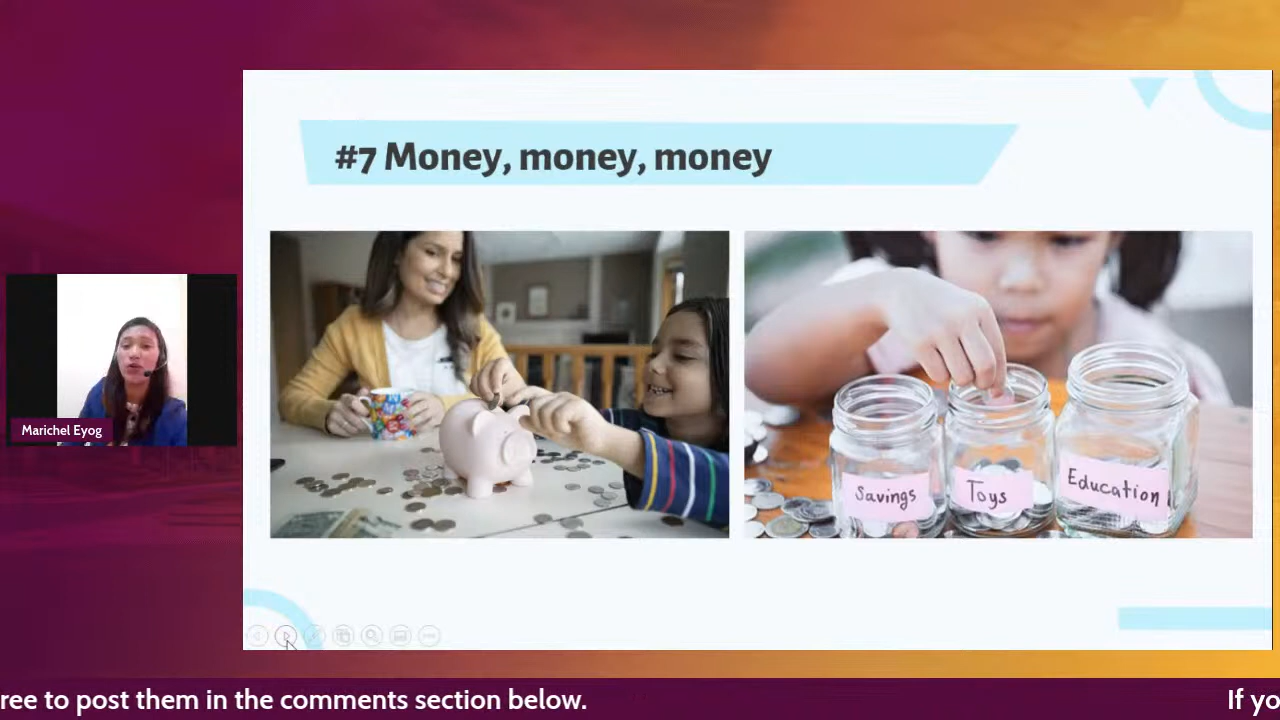 #7 Money, money, money
Savings
Toys
Education
Marichel Eyog
ree to post them in the comments section below.
If yo